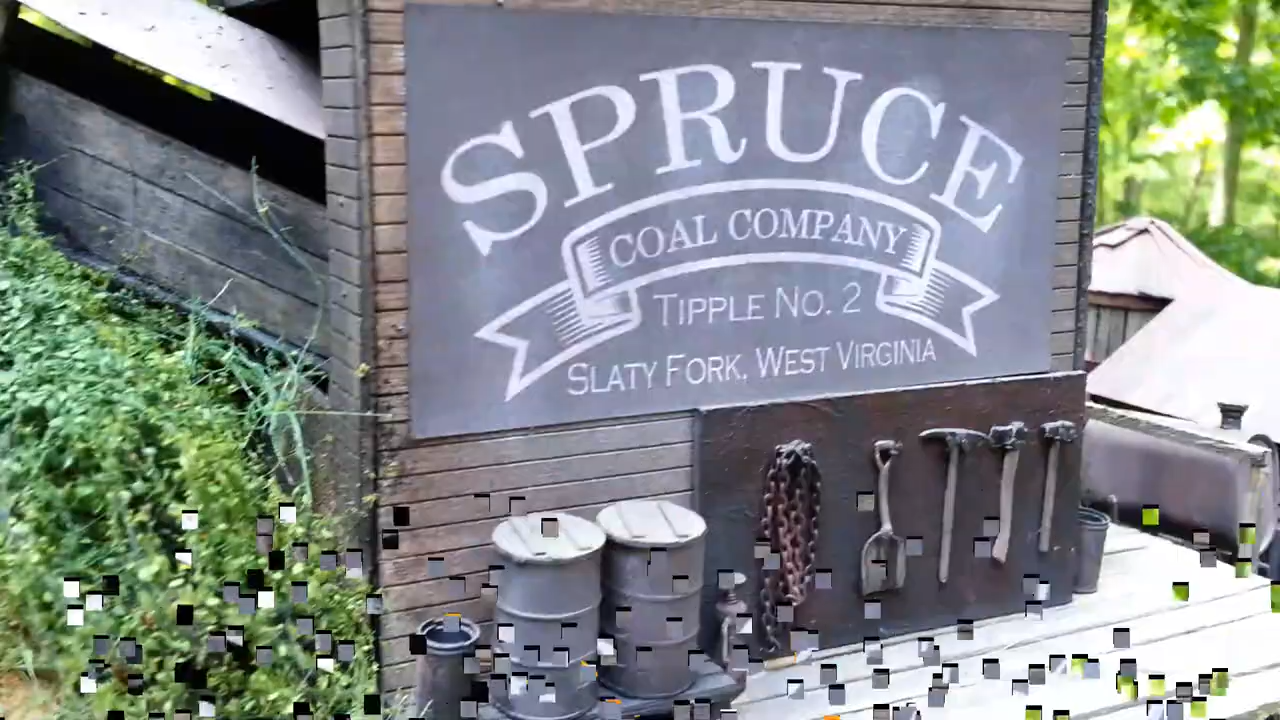 SPRUCE
COAL COMPANY
TIPPLE NO. 2
SLATY FORK, WEST VIRGINIA